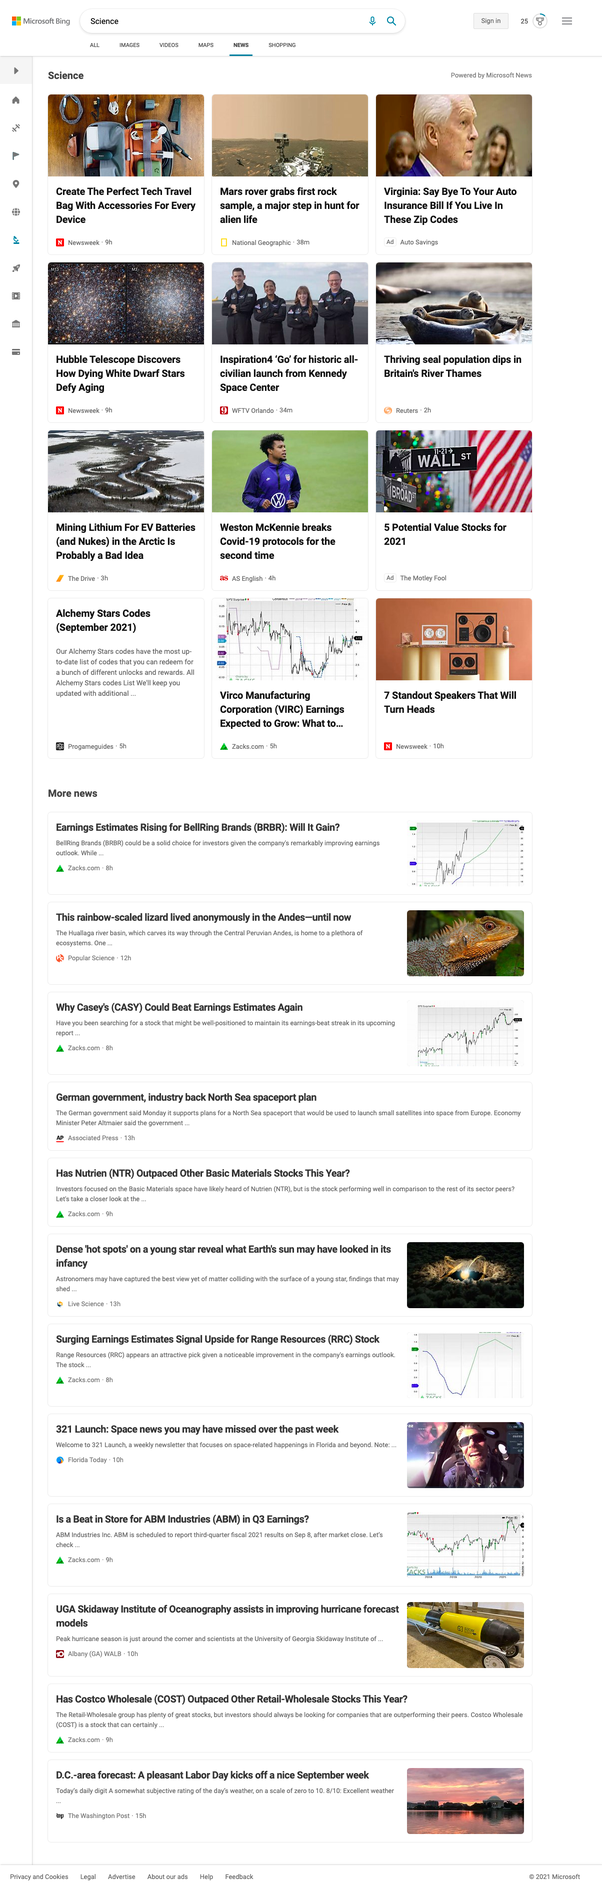 Microsoft Bing
Science
Sign in
25
ALL
IMAGES
VIDEOS
MAPS
NEWS
SHOPPING
Science
Powered by Microsoft News
Create The Perfect Tech Travel
Bag With Accessories For Every
Device
Newsweek · 9h
Mars rover grabs first rock
sample, a major step in hunt for
alien life
National Geographic · 38m
Virginia: Say Bye To Your Auto
Insurance Bill If You Live In
These Zip Codes
Ad Auto Savings
Hubble Telescope Discovers
How Dying White Dwarf Stars
Defy Aging
Newsweek · 9h
Inspiration4 'Go' for historic all-
civilian launch from Kennedy
Space Center
WFTV Orlando · 34m
Thriving seal population dips in
Britain's River Thames
Reuters · 2h
Mining Lithium For EV Batteries
(and Nukes) in the Arctic Is
Probably a Bad Idea
The Drive · 3h
Weston McKennie breaks
Covid-19 protocols for the
second time
as AS English · 4h
11-21
WALL ST
BROAD
5 Potential Value Stocks for
2021
Ad The Motley Fool
Alchemy Stars Codes
(September 2021)
Our Alchemy Stars codes have the most up-
to-date list of codes that you can redeem for
a bunch of different unlocks and rewards. All
Alchemy Stars codes List We'll keep you
updated with additional ...
Progameguides · 5h
Virco Manufacturing
Corporation (VIRC) Earnings
Expected to Grow: What to...
Zacks.com · 5h
7 Standout Speakers That Will
Turn Heads
Newsweek · 10h
More news
Earnings Estimates Rising for BellRing Brands (BRBR): Will It Gain?
BellRing Brands (BRBR) could be a solid choice for investors given the company's remarkably improving earnings
outlook. While ...
Zacks.com · 8h
This rainbow-scaled lizard lived anonymously in the Andes—until now
The Huallaga river basin, which carves its way through the Central Peruvian Andes, is home to a plethora of
ecosystems. One ...
Popular Science · 12h
Why Casey's (CASY) Could Beat Earnings Estimates Again
Have you been searching for a stock that might be well-positioned to maintain its earnings-beat streak in its upcoming
report ...
Zacks.com · 8h
German government, industry back North Sea spaceport plan
The German government said Monday it supports plans for a North Sea spaceport that would be used to launch small satellites into space from Europe. Economy
Minister Peter Altmaier said the government ...
AP Associated Press · 13h
Has Nutrien (NTR) Outpaced Other Basic Materials Stocks This Year?
Investors focused on the Basic Materials space have likely heard of Nutrien (NTR), but is the stock performing well in comparison to the rest of its sector peers?
Let's take a closer look at the ...
Zacks.com · 9h
Dense 'hot spots' on a young star reveal what Earth's sun may have looked in its
infancy
Astronomers may have captured the best view yet of matter colliding with the surface of a young star, findings that may
shed ...
Live Science · 13h
Surging Earnings Estimates Signal Upside for Range Resources (RRC) Stock
Range Resources (RRC) appears an attractive pick given a noticeable improvement in the company's earnings outlook.
The stock ...
Zacks.com · 8h
321 Launch: Space news you may have missed over the past week
Welcome to 321 Launch, a weekly newsletter that focuses on space-related happenings in Florida and beyond. Note: ...
Florida Today · 10h
Is a Beat in Store for ABM Industries (ABM) in Q3 Earnings?
ABM Industries Inc. ABM is scheduled to report third-quarter fiscal 2021 results on Sep 8, after market close. Let's
check ...
Zacks.com · 9h
UGA Skidaway Institute of Oceanography assists in improving hurricane forecast
models
Peak hurricane season is just around the corner and scientists at the University of Georgia Skidaway Institute of ...
Albany (GA) WALB · 10h
Has Costco Wholesale (COST) Outpaced Other Retail-Wholesale Stocks This Year?
The Retail-Wholesale group has plenty of great stocks, but investors should always be looking for companies that are outperforming their peers. Costco Wholesale
(COST) is a stock that can certainly ...
Zacks.com · 9h
D.C.-area forecast: A pleasant Labor Day kicks off a nice September week
Today's daily digit A somewhat subjective rating of the day's weather, on a scale of zero to 10. 8/10: Excellent weather
...
wp The Washington Post · 15h
Privacy and Cookies
Legal
Advertise
About our ads
Help
Feedback
© 2021 Microsoft